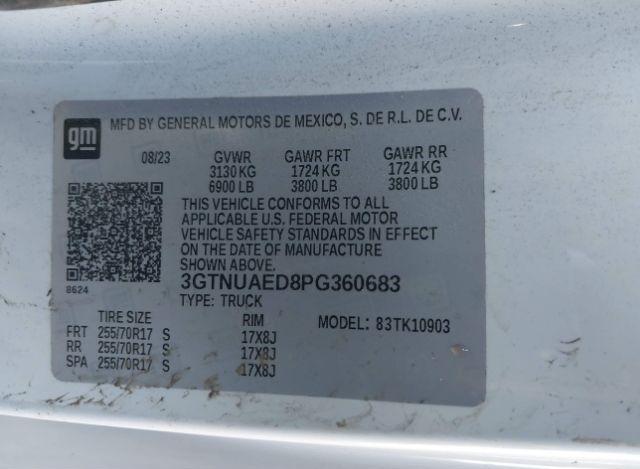 gm
MFD BY GENERAL MOTORS DE MEXICO, S. DE R.L. DE C.V.
08/23 GVWR GAWR FRT GAWR RR
3130 KG 1724 KG 1724 KG
6900 LB 3800 LB 3800 LB
THIS VEHICLE CONFORMS TO ALL
APPLICABLE U.S. FEDERAL MOTOR
VEHICLE SAFETY STANDARDS IN EFFECT
ON THE DATE OF MANUFACTURE
SHOWN ABOVE.
8624
3GTNUAED8PG360683
TYPE: TRUCK
TIRE SIZE RIM MODEL: 83TK10903
FRT 255/70R17 S 17X8J
RR 255/70R17 S 17X8J
SPA 255/70R17 S 17X8J